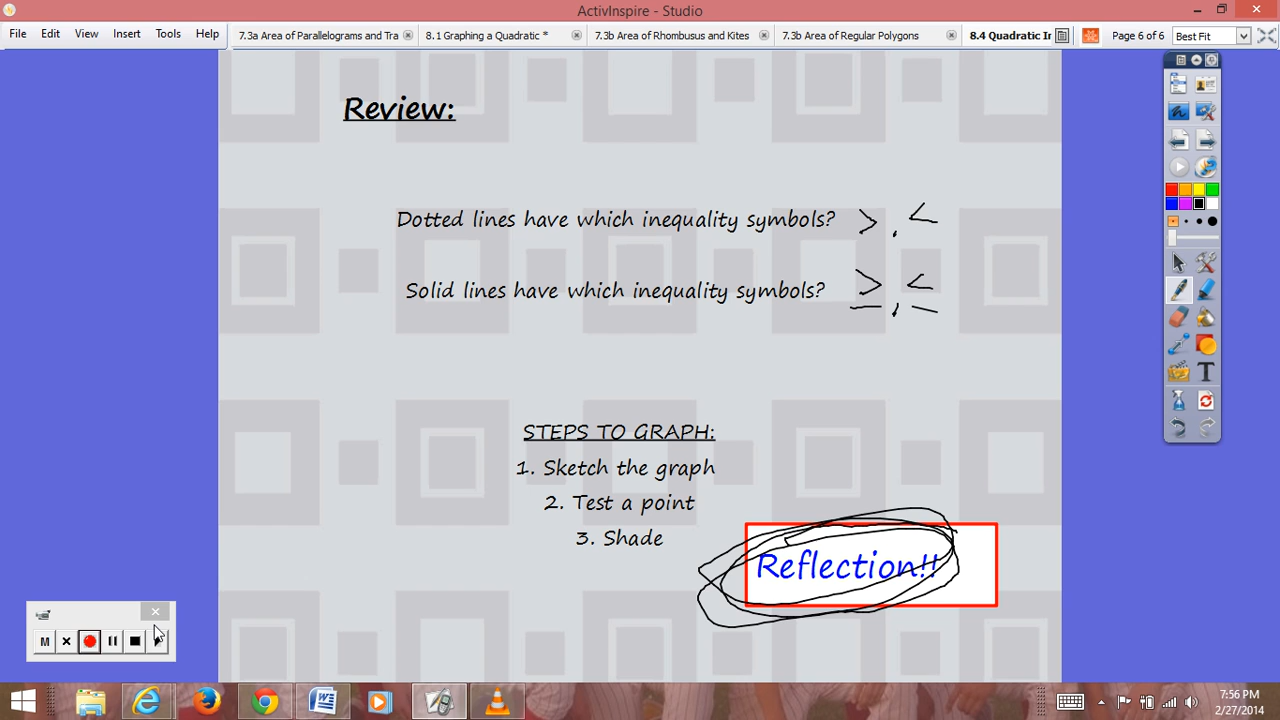 ActivInspire - Studio
File Edit View Insert Tools Help
7.3a Area of Parallelograms and Tra 8.1 Graphing a Quadratic * 7.3b Area of Rhombusus and Kites 7.3b Area of Regular Polygons 8.4 Quadratic In Page 6 of 6 Best Fit
Review:
Dotted lines have which inequality symbols? >, <
Solid lines have which inequality symbols? ≥, ≤
STEPS TO GRAPH:
1. Sketch the graph
2. Test a point
3. Shade
Reflection!!
M
7:56 PM
2/27/2014